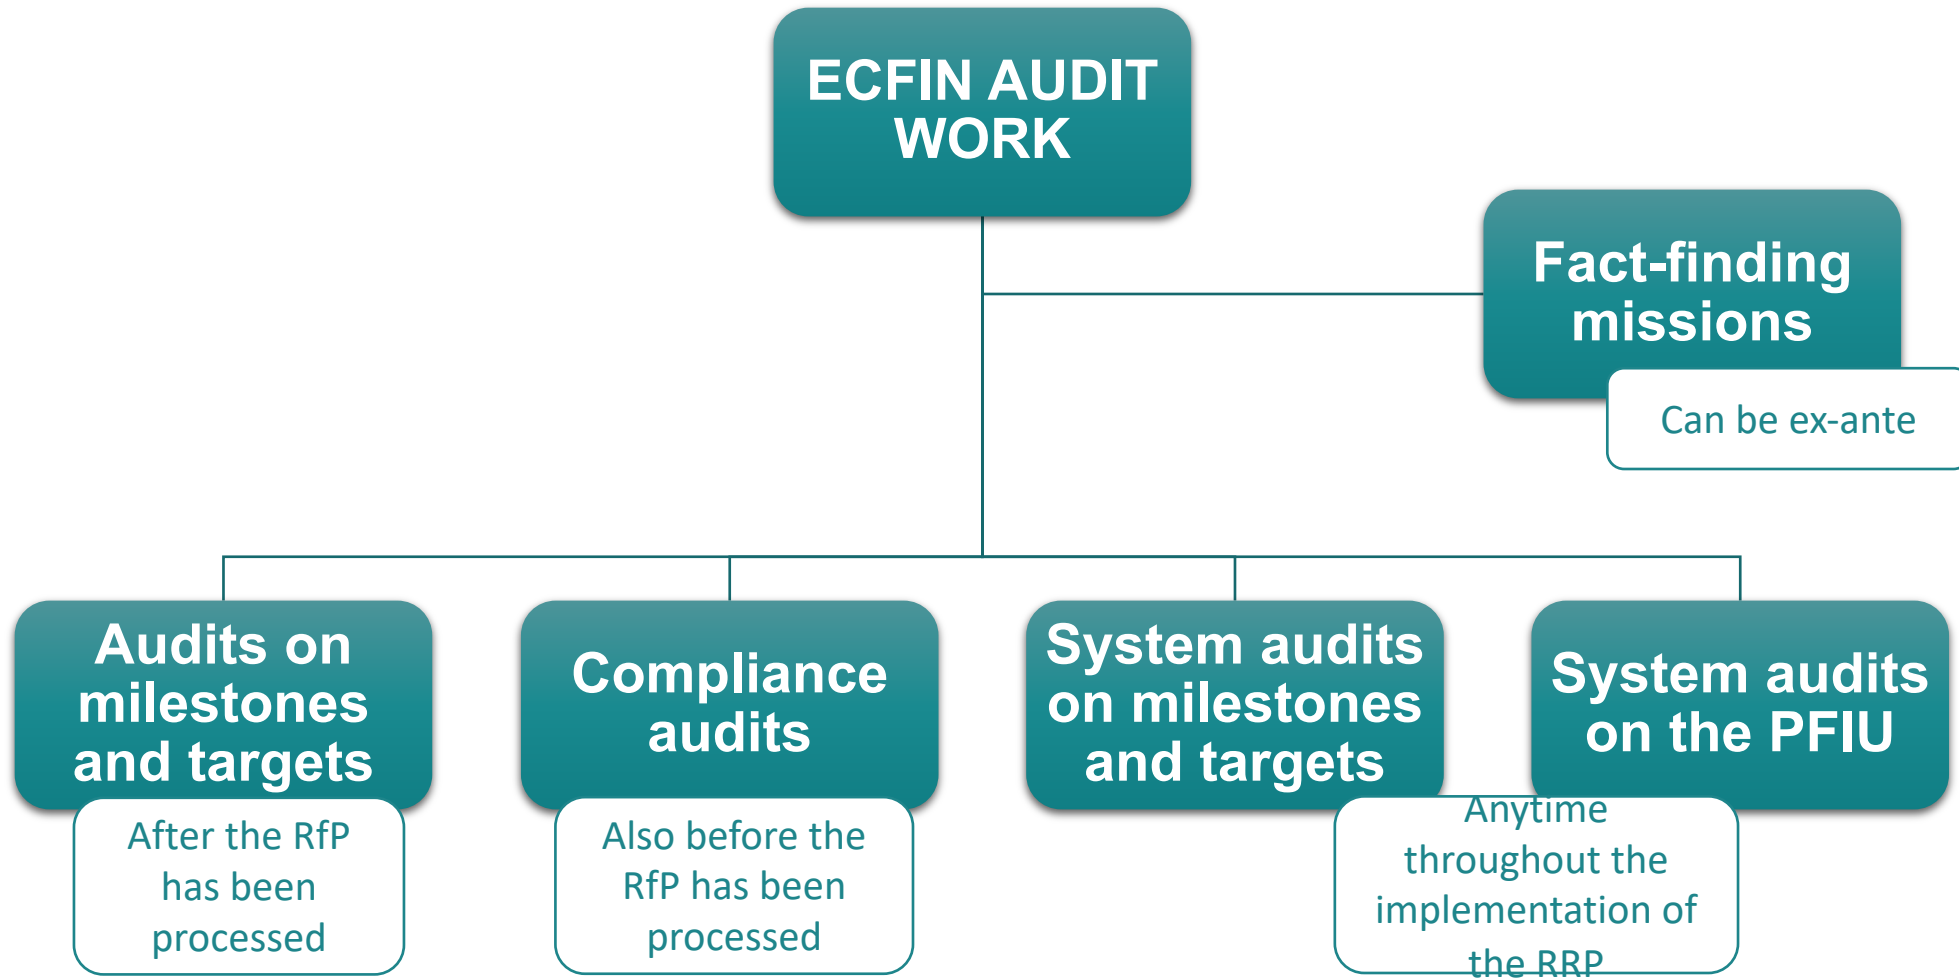 ECFIN AUDIT
WORK
Fact-finding
missions
Can be ex-ante
Audits on
milestones
and targets
After the RfP
has been
processed
Compliance
audits
Also before the
RfP has been
processed
System audits
on milestones
and targets
System audits
on the PFIU
Anytime
throughout the
implementation of
the RRP